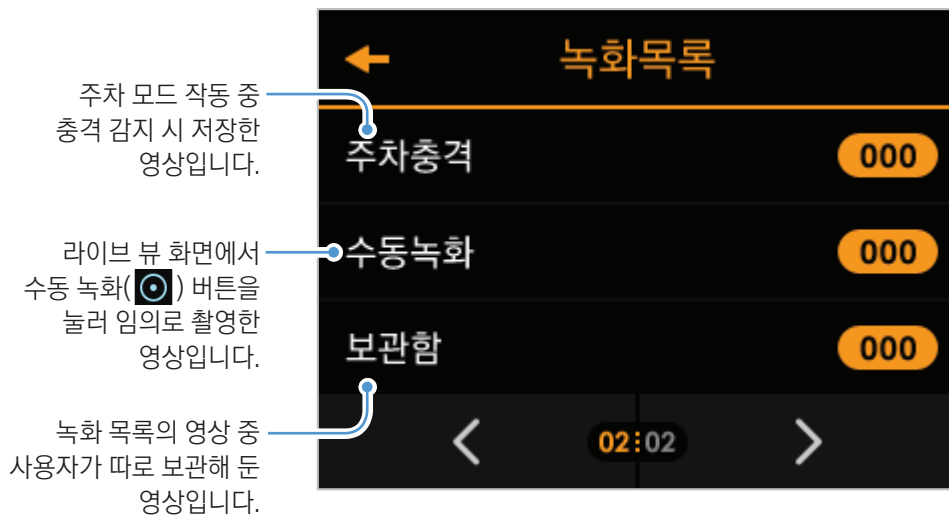 녹화목록
주차 모드 작동 중
충격 감지 시 저장한
영상입니다.
주차충격 000
라이브 뷰 화면에서
수동 녹화( ) 버튼을
눌러 임의로 촬영한
영상입니다.
수동녹화 000
보관함 000
녹화 목록의 영상 중
사용자가 따로 보관해 둔
영상입니다.
02:02